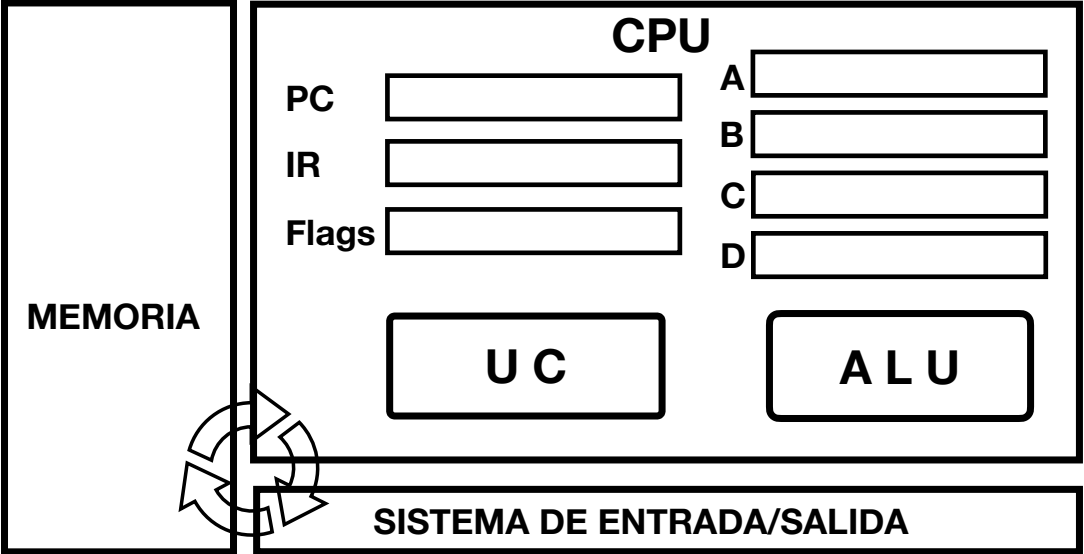 CPU
PC
IR
Flags
A
B
C
D
MEMORIA
U C
A L U
SISTEMA DE ENTRADA/SALIDA